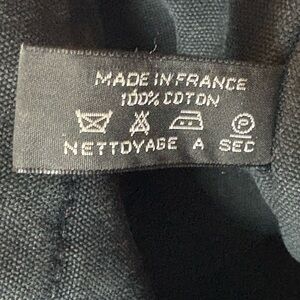 MADE IN FRANCE
100% COTON
P
NETTOYAGE A SEC